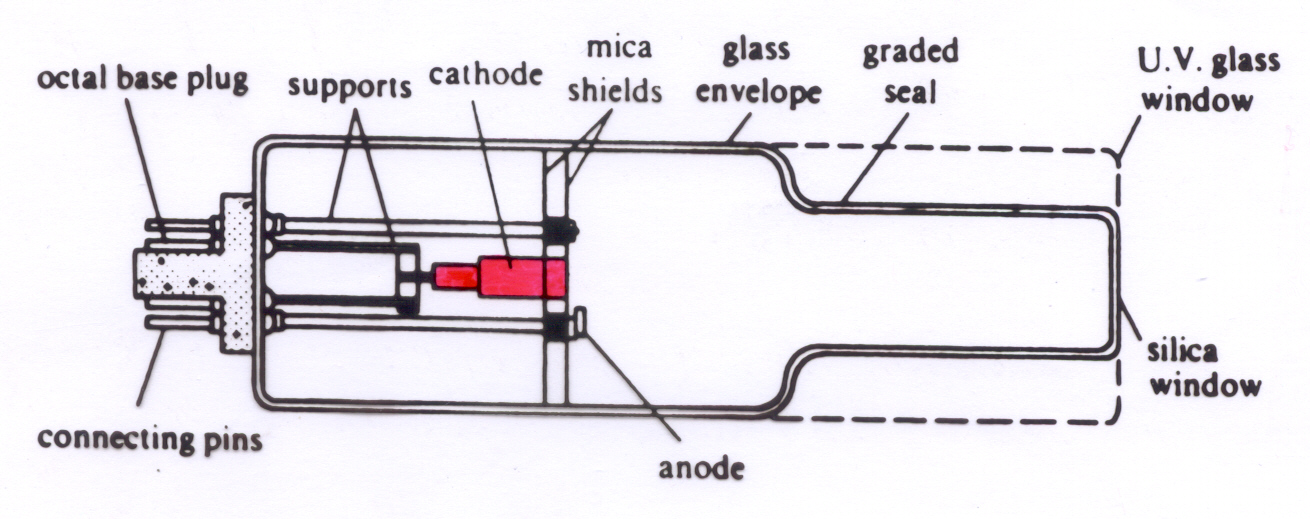 octal base plug
supports
cathode
mica
shields
glass
envelope
graded
seal
U.V. glass
window
silica
window
connecting pins
anode